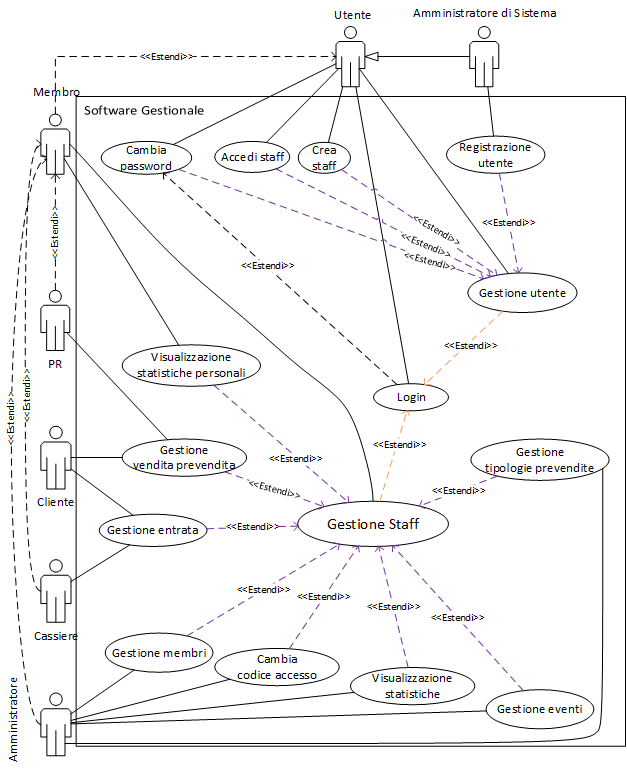 Utente
Amministratore di Sistema
<<Estendi>>
Membro
Software Gestionale
Cambia
password
Accedi staff
Crea
staff
Registrazione
utente
<<Estendi>>
<<Estendi>>
<<Estendi>>
<<Estendi>>
<<Estendi>>
<<Estendi>>
Gestione utente
<<Estendi>>
PR
Visualizzazione
statistiche personali
Login
<<Estendi>>
<<Estendi>>
<<Estendi>>
<<Estendi>>
Gestione
vendita prevendita
<<Estendi>>
Gestione
tipologie prevendite
<<Estendi>>
<<Estendi>>
Cliente
Gestione entrata
<<Estendi>>
Gestione Staff
<<Estendi>>
<<Estendi>>
<<Estendi>>
<<Estendi>>
Cassiere
Gestione membri
Cambia
codice accesso
Visualizzazione
statistiche
Gestione eventi
Amministratore